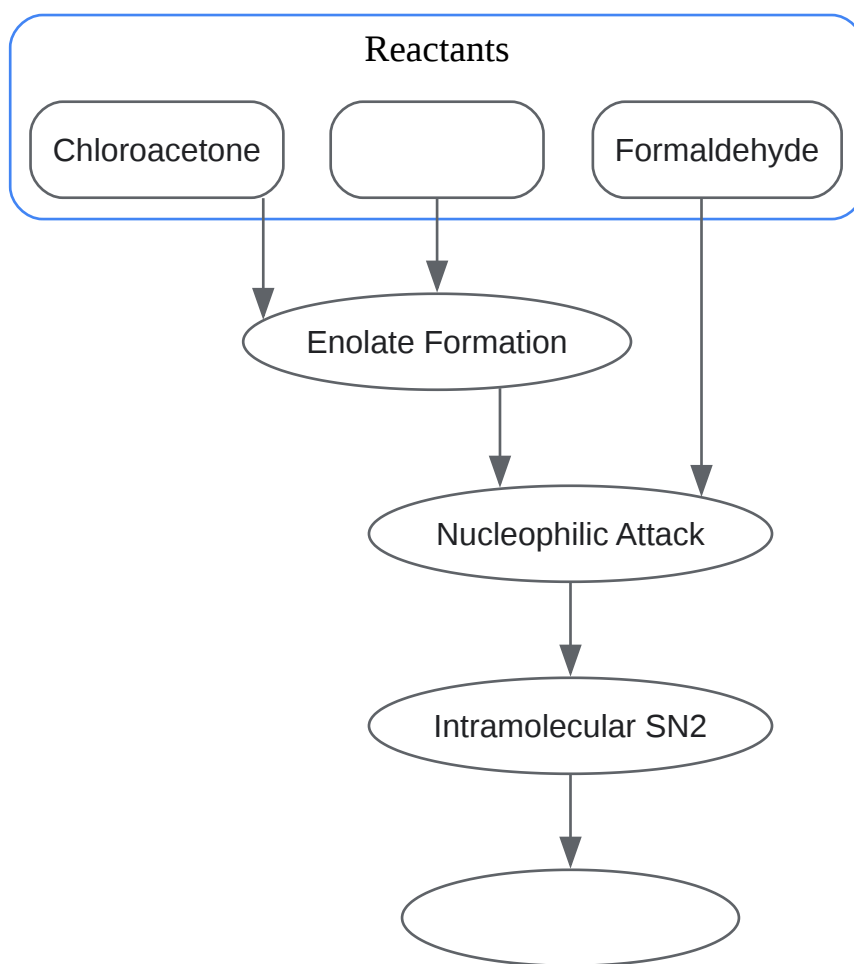 Reactants
Chloroacetone
Formaldehyde
Enolate Formation
Nucleophilic Attack
Intramolecular SN2